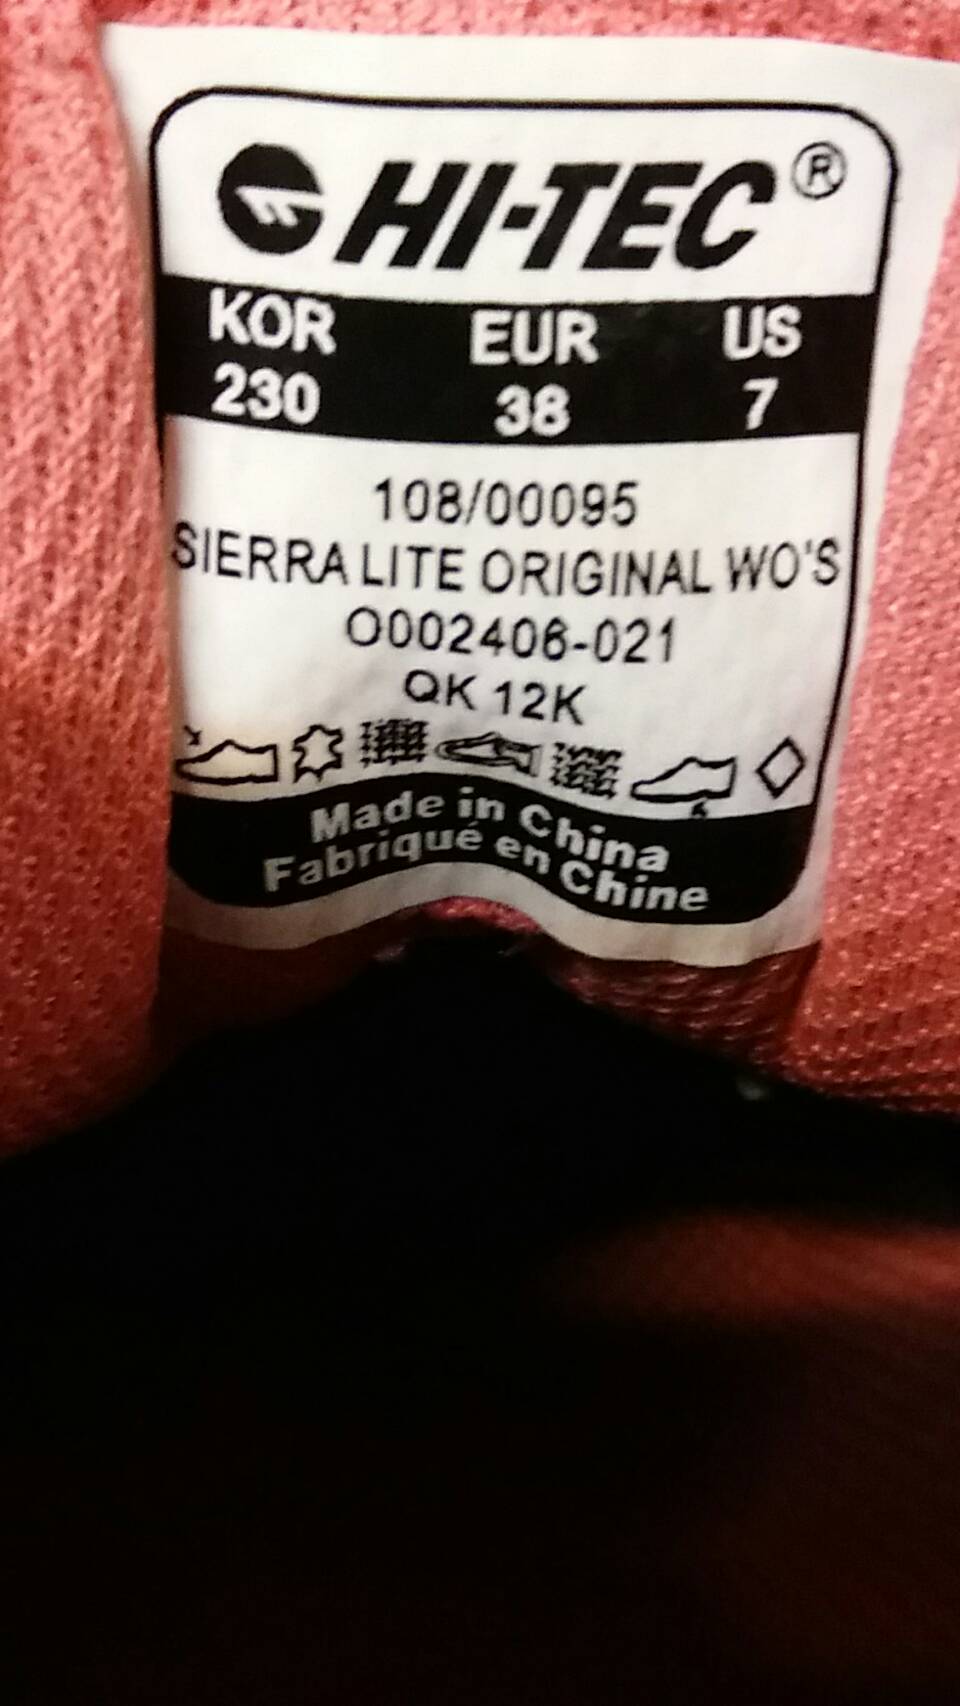 HI-TEC®
KOR EUR US
230 38 7
108/00095
SIERRA LITE ORIGINAL WO'S
O002406-021
QK 12K
Made in China
Fabriqué en Chine